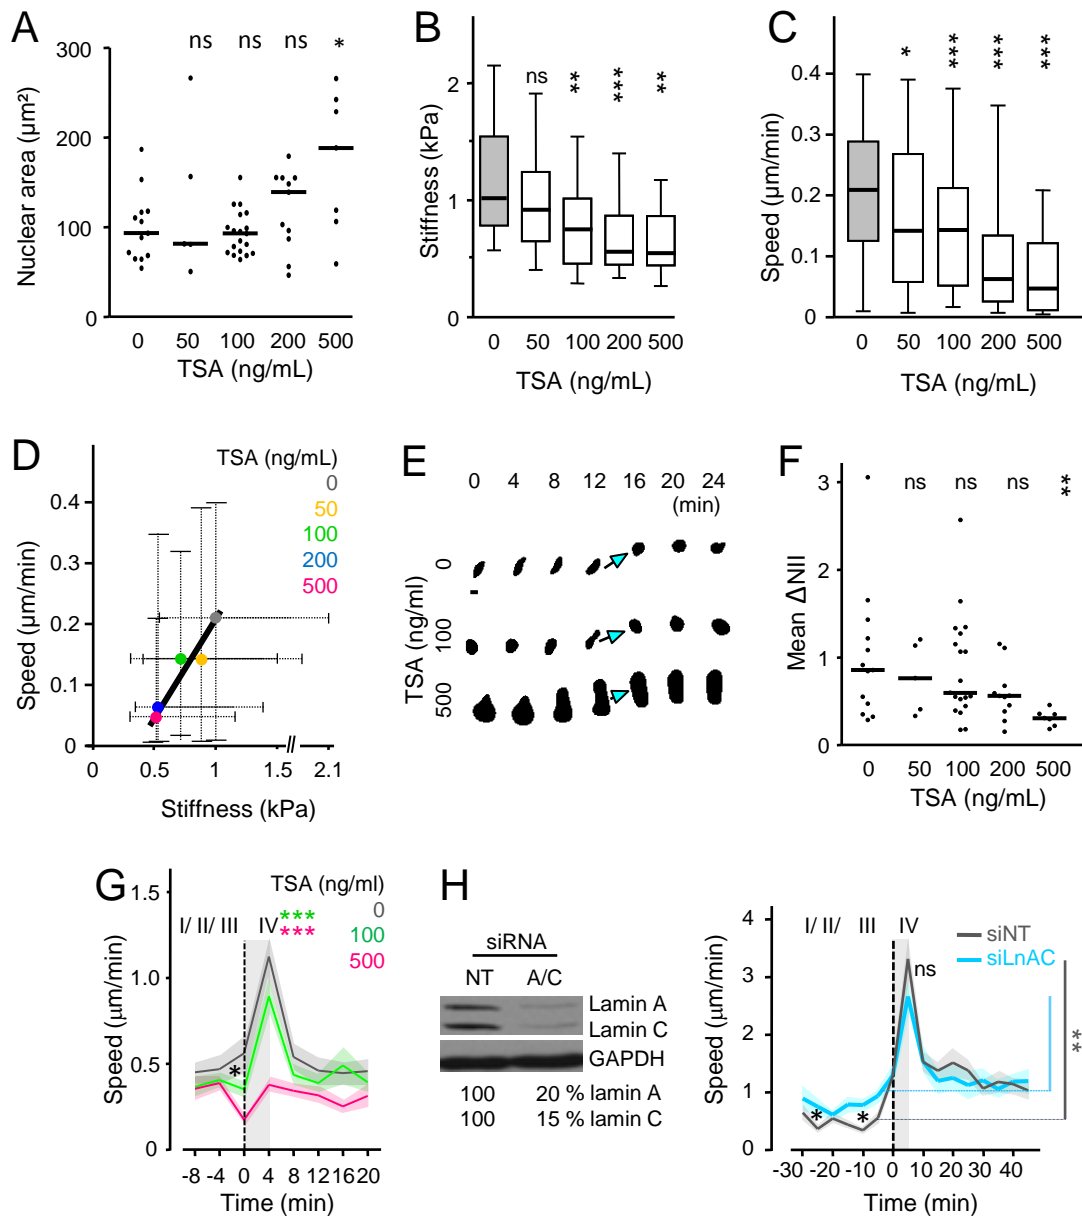 A
ns ns ns *
300
200
100
0
Nuclear area (µm²)
0 50 100 200 500
TSA (ng/mL)
B
ns ** *** **
2
1
0
Stiffness (kPa)
0 50 100 200 500
TSA (ng/mL)
C
* *** *** ***
0.4
0.3
0.2
0.1
0
Speed (µm/min)
0 50 100 200 500
TSA (ng/mL)
D
TSA (ng/mL)
0
50
100
200
500
0.4
0.3
0.2
0.1
0
Speed (µm/min)
0 0.5 1 1.5 // 2.1
Stiffness (kPa)
E
0 4 8 12 16 20 24
(min)
0
100
500
TSA (ng/ml)
F
ns ns ns **
3
2
1
0
Mean ΔNII
0 50 100 200 500
TSA (ng/mL)
G
TSA (ng/ml)
0
100
500
I/ II/ III IV
***
***
*
1.5
1.0
0.5
0
Speed (µm/min)
-8 -4 0 4 8 12 16 20
Time (min)
H
siRNA
NT A/C
Lamin A
Lamin C
GAPDH
100 20 % lamin A
100 15 % lamin C
I/ II/ III IV
siNT
siLnAC
ns
**
* *
4
3
2
1
0
Speed (µm/min)
-30 -20 -10 0 10 20 30 40
Time (min)